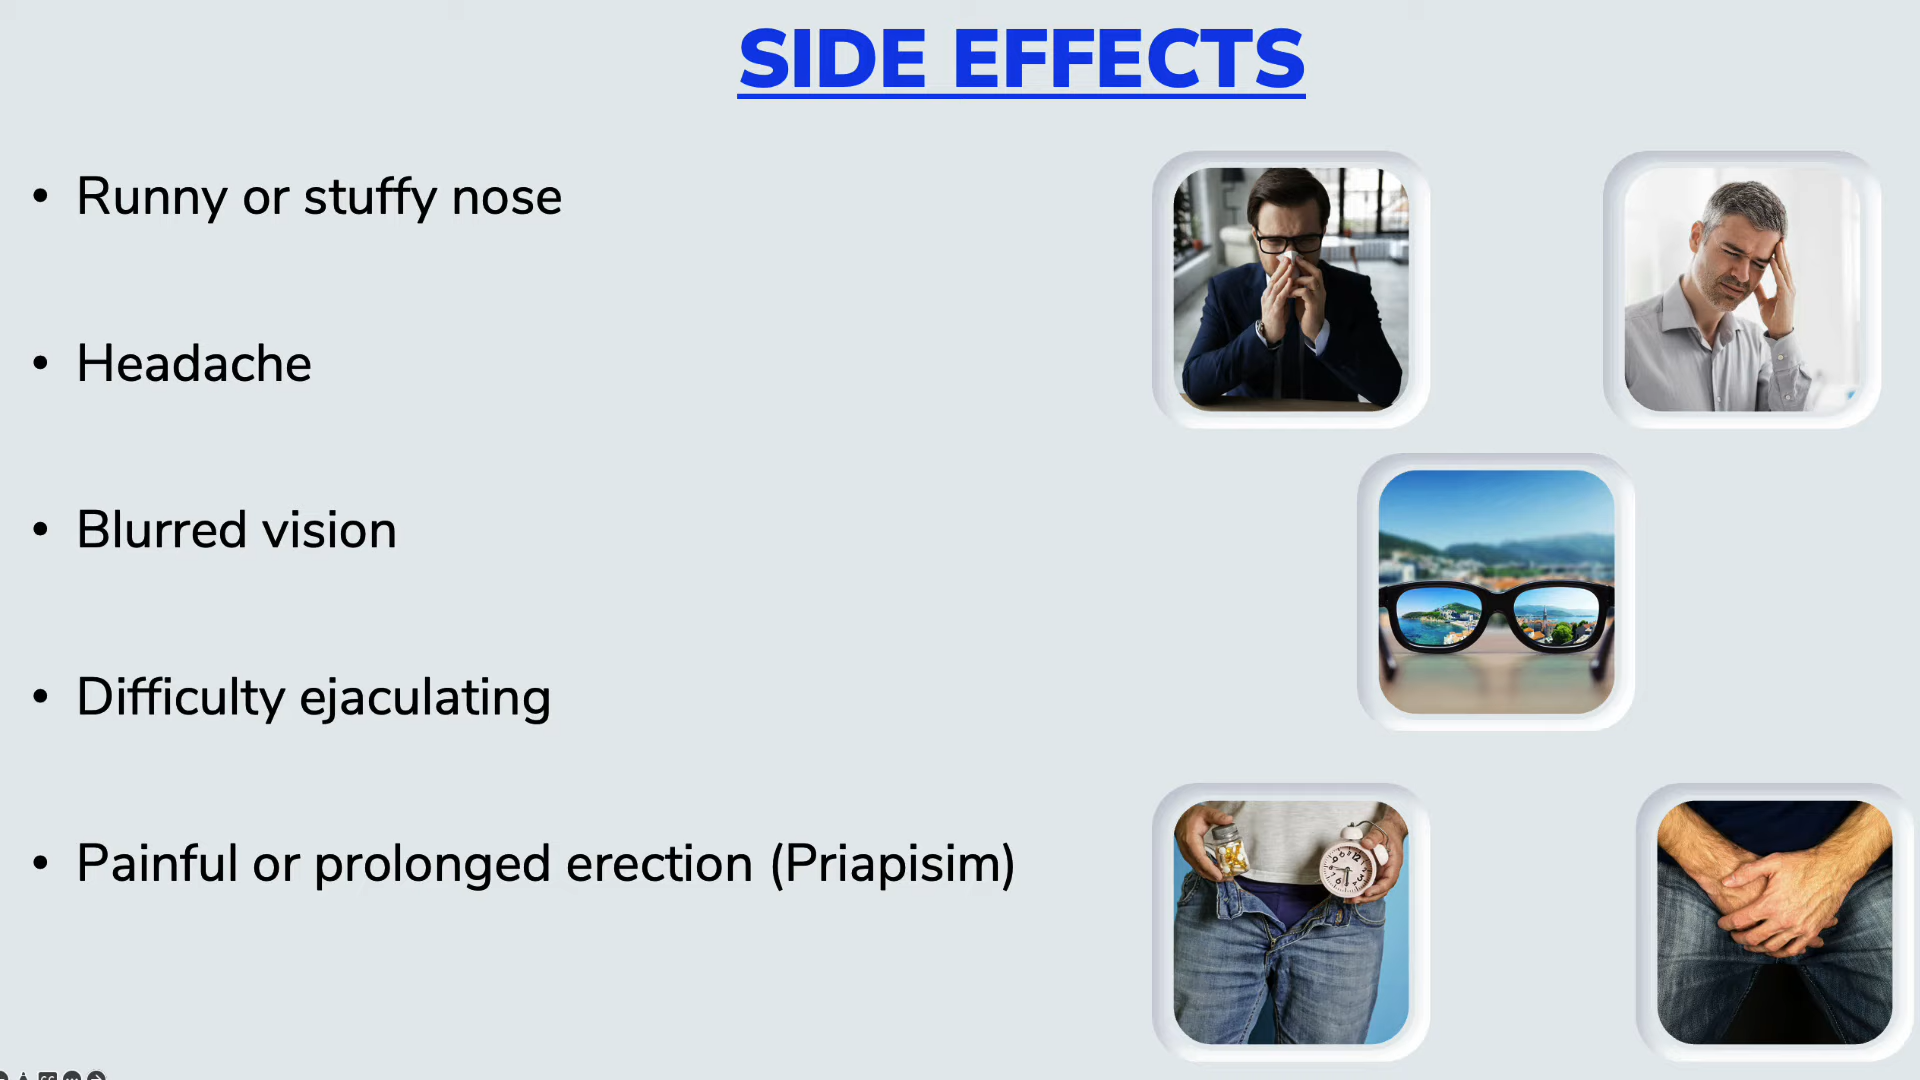 SIDE EFFECTS
• Runny or stuffy nose
• Headache
• Blurred vision
• Difficulty ejaculating
• Painful or prolonged erection (Priapisim)